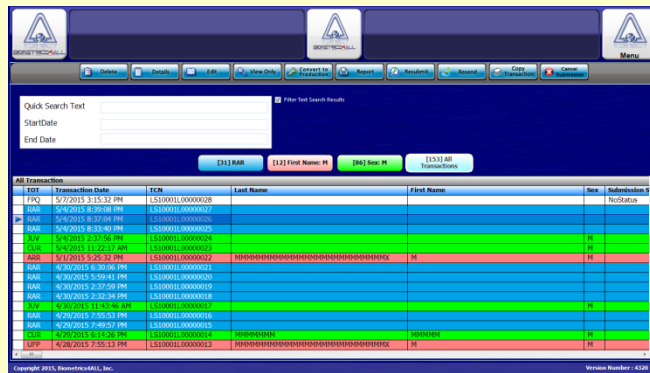 BIOMETRICS4ALL
BIOMETRICS4ALL
Menu
Delete Details Edit View Only Convert to Production Report Resubmit Resend Copy Transaction Cancel Submission
Quick Search Text
Filter Text Search Results
StartDate
End Date
[31] RAR [12] First Name: M [86] Sex: M [153] All Transactions
All Transaction
TOT Transaction Date TCN Last Name First Name Sex Submission S
FPQ 5/7/2015 3:15:32 PM LS10001L00000028 NoStatus
RAR 5/4/2015 8:39:08 PM LS10001L00000027
RAR 5/4/2015 8:37:04 PM LS10001L00000026
RAR 5/4/2015 8:33:40 PM LS10001L00000025
JUV 5/4/2015 2:37:56 PM LS10001L00000024 M
CUR 5/4/2015 11:22:17 AM LS10001L00000023 M
ARR 5/1/2015 5:25:32 PM LS10001L00000022 M M
RAR 4/30/2015 6:30:06 PM LS10001L00000021
RAR 4/30/2015 5:59:41 PM LS10001L00000020
RAR 4/30/2015 2:37:59 PM LS10001L00000019
RAR 4/30/2015 2:32:34 PM LS10001L00000018
JUV 4/30/2015 11:43:46 AM LS10001L00000017 M
RAR 4/29/2015 7:55:53 PM LS10001L00000016
RAR 4/29/2015 7:49:57 PM LS10001L00000015
CUR 4/29/2015 6:14:26 PM LS10001L00000014 MMMMMMM MMMMM M
UFP 4/28/2015 7:55:13 PM LS10001L00000013 M M
Copyright 2015, Biometrics4ALL, Inc. Version Number : 4320